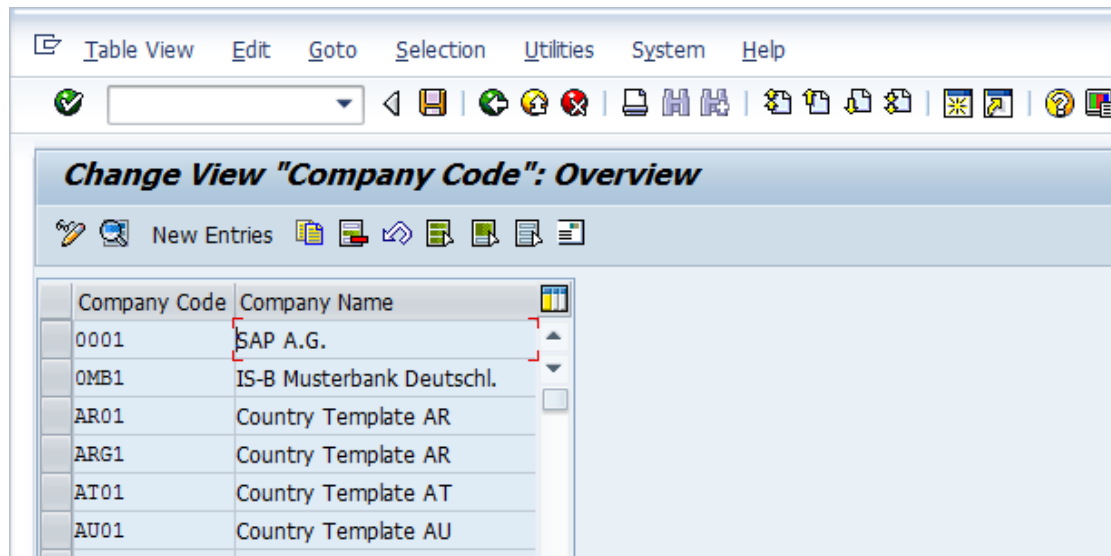 Table View Edit Goto Selection Utilities System Help
Change View "Company Code": Overview
New Entries
Company Code Company Name
0001 SAP A.G.
0MB1 IS-B Musterbank Deutschl.
AR01 Country Template AR
ARG1 Country Template AR
AT01 Country Template AT
AU01 Country Template AU